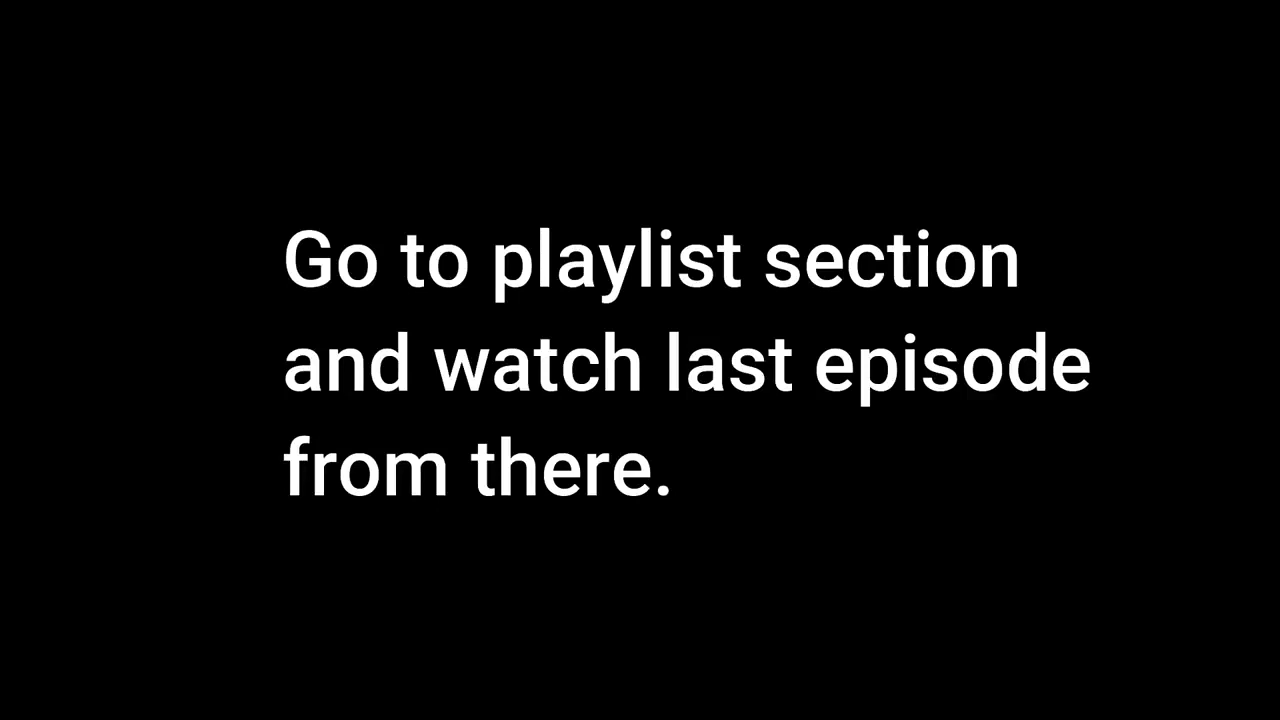 Go to playlist section
and watch last episode
from there.